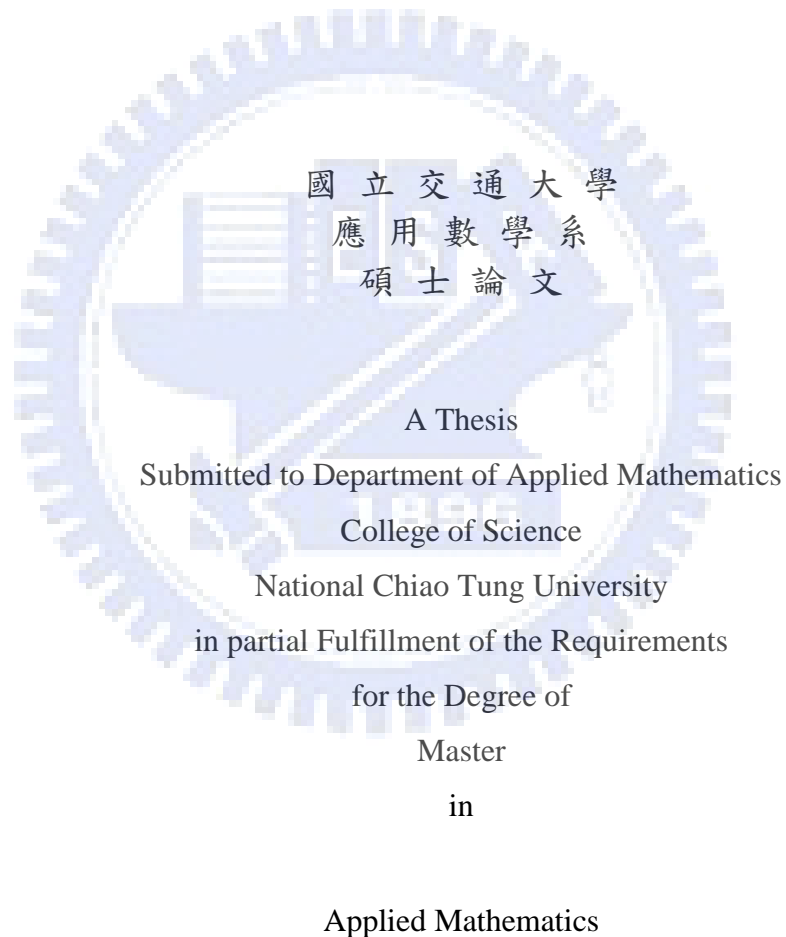 國 立 交 通 大 學
應 用 數 學 系
碩 士 論 文
A Thesis
Submitted to Department of Applied Mathematics
College of Science
National Chiao Tung University
in partial Fulfillment of the Requirements
for the Degree of
Master
in
Applied Mathematics